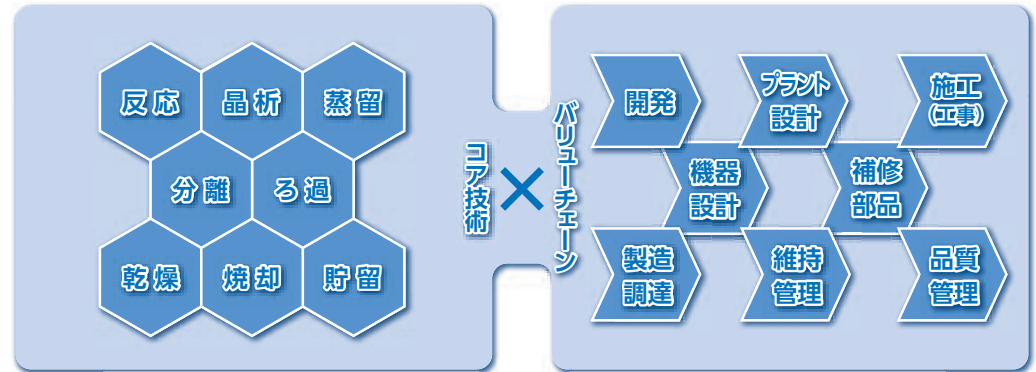 反応
晶析
蒸留
分離
ろ過
乾燥
焼却
貯留
コア技術
×
バリューチェーン
開発
プラント
設計
施工
(工事)
機器
設計
補修
部品
製造
調達
維持
管理
品質
管理